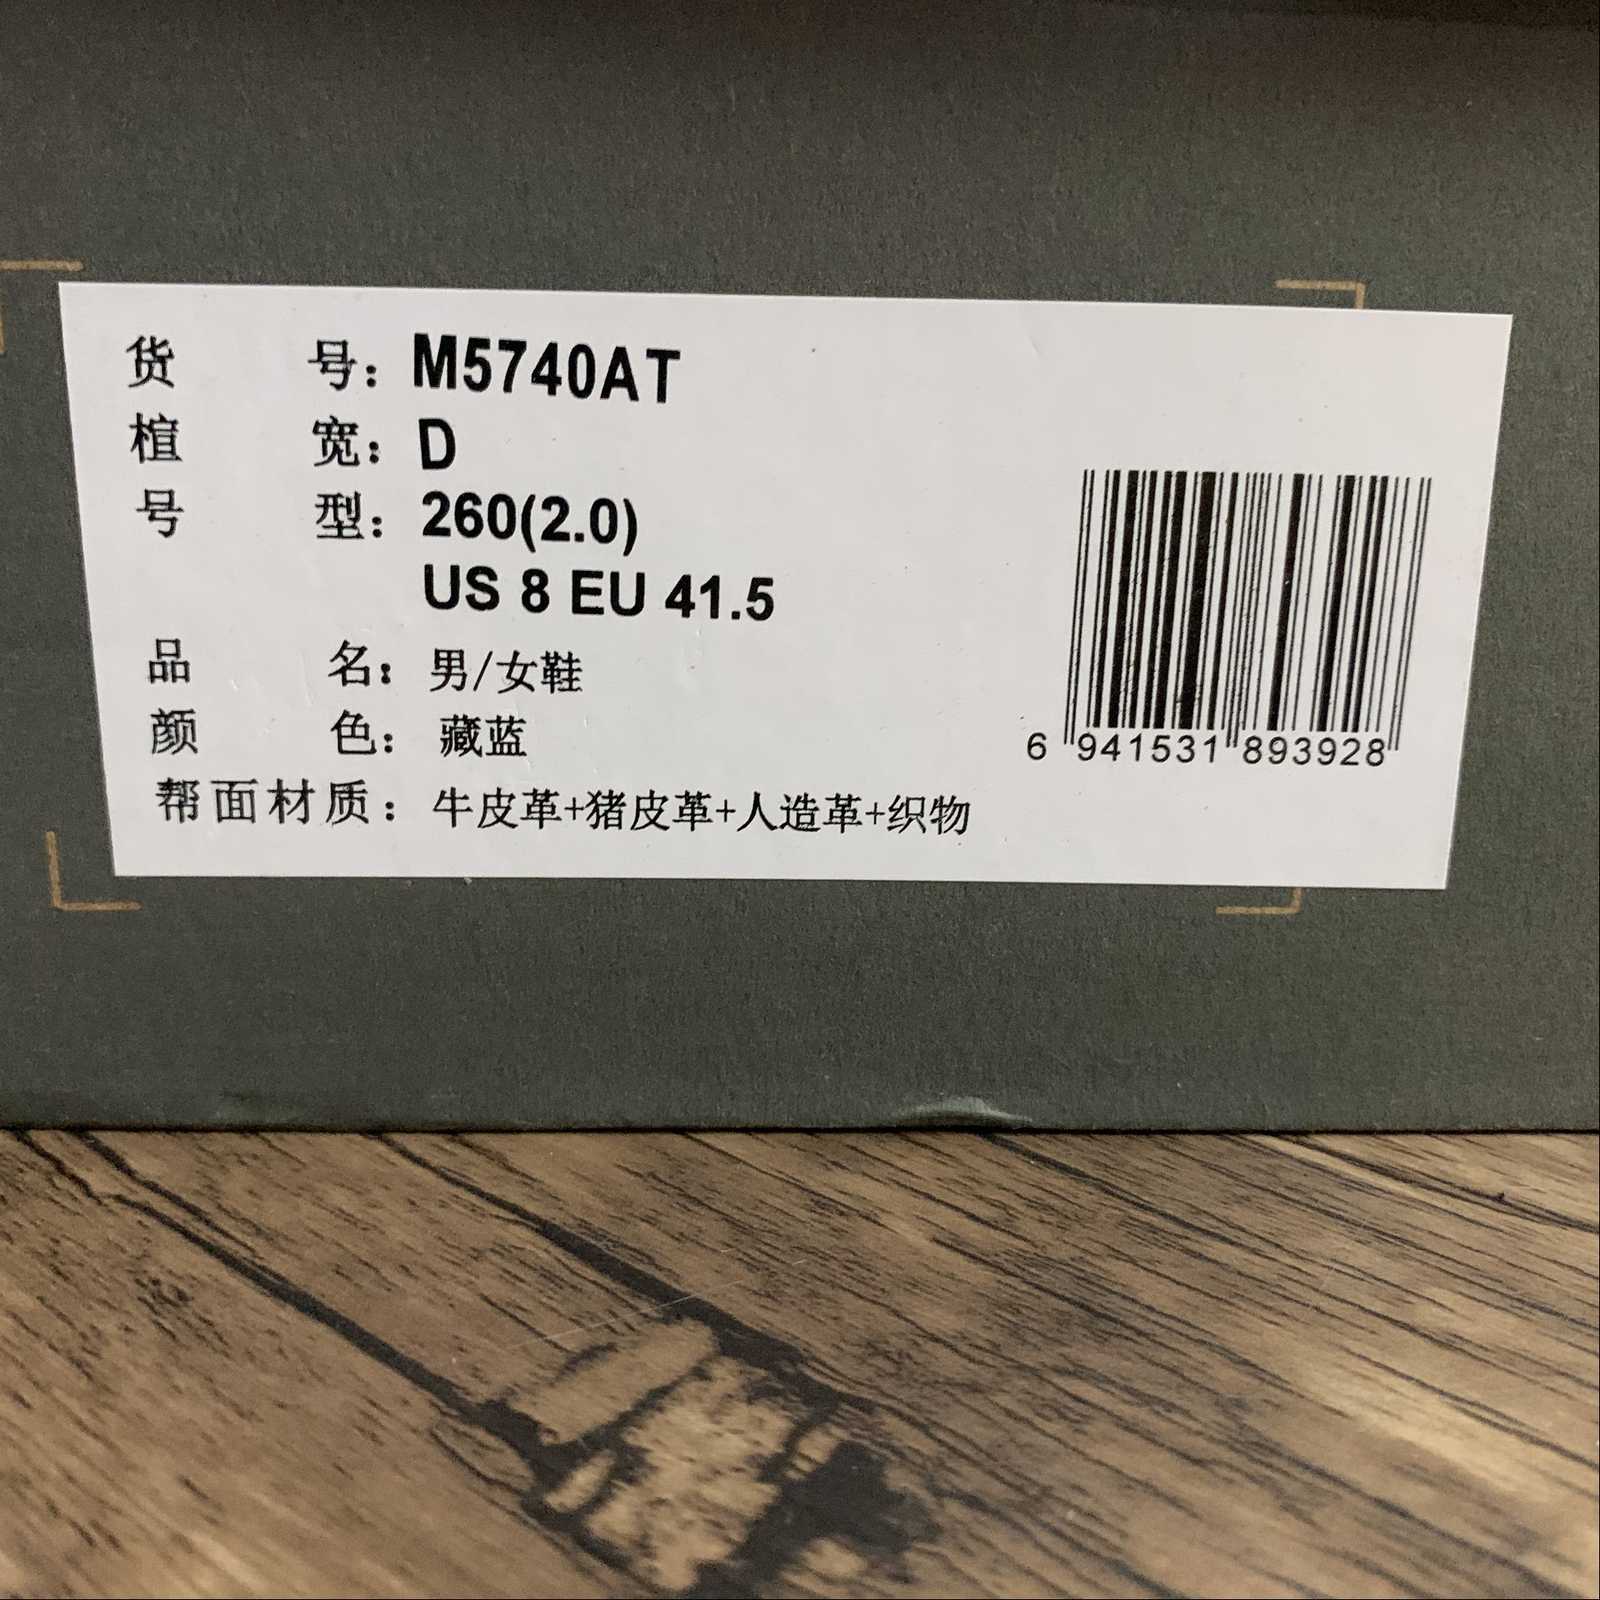 货 号：M5740AT
楦 宽：D
号 型：260(2.0)
US 8 EU 41.5
品 名：男/女鞋
颜 色：藏蓝
帮面材质：牛皮革+猪皮革+人造革+织物
6 941531 893928